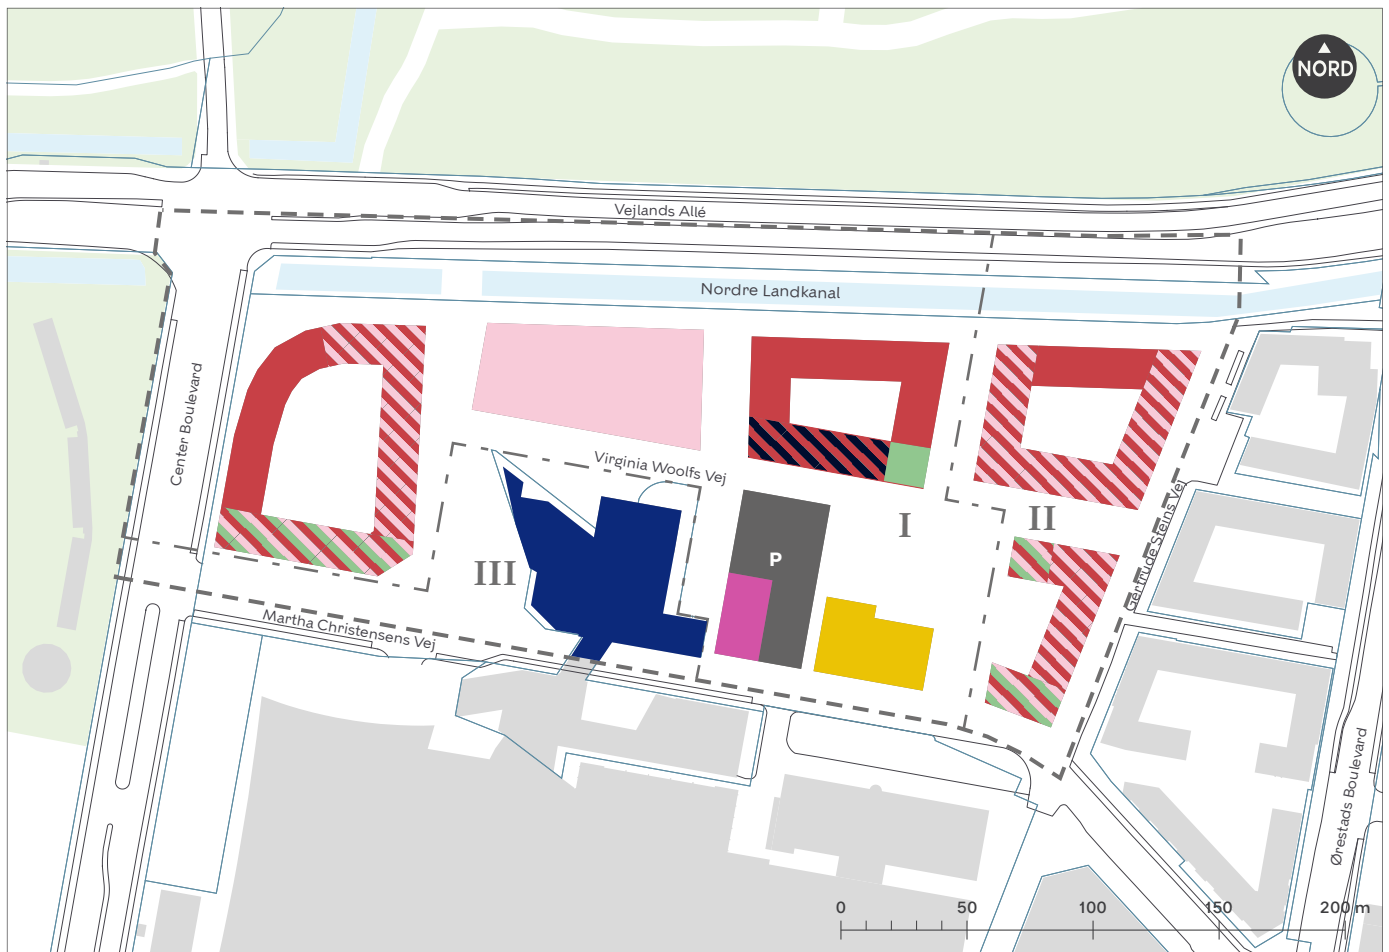 NORD
Vejlands Allé
Nordre Landkanal
Center Boulevard
Virginia Woolfs Vej
I
II
III
P
Gertrude Steins Vej
Martha Christensens Vej
Ørestads Boulevard
0 50 100 150 200 m